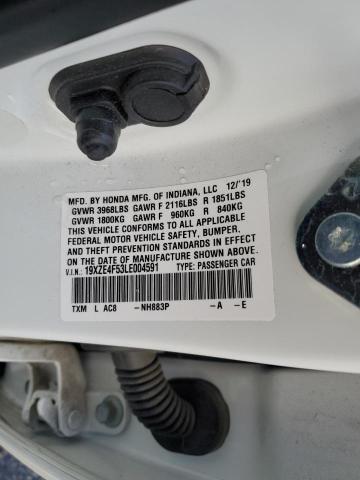 MFD. BY HONDA MFG. OF INDIANA, LLC 12/'19
GVWR 3968LBS GAWR F 2116LBS R 1851LBS
GVWR 1800KG GAWR F 960KG R 840KG
THIS VEHICLE CONFORMS TO ALL APPLICABLE
FEDERAL MOTOR VEHICLE SAFETY, BUMPER,
AND THEFT PREVENTION STANDARDS IN EFFECT
ON THE DATE OF MANUFACTURE SHOWN ABOVE.
V.I.N: 19XZE4F53LE004591 TYPE: PASSENGER CAR
TXM L AC8 -NH883P -A -E